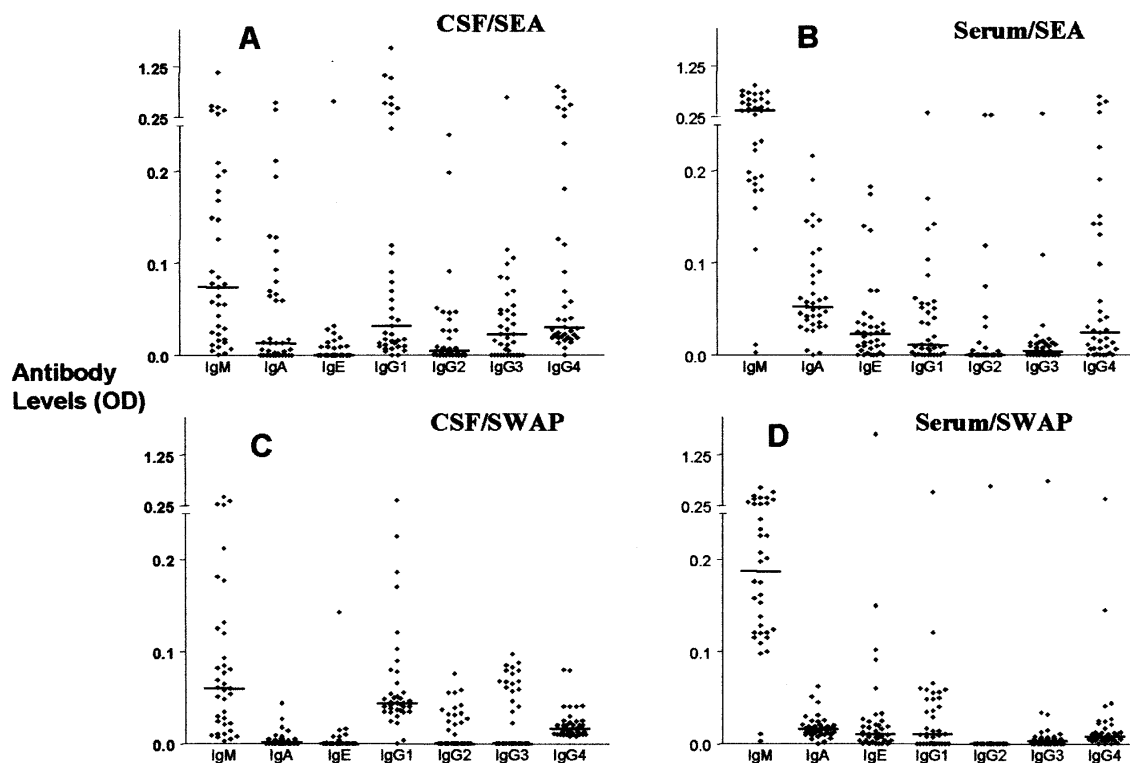 A CSF/SEA
1.25
0.25
0.2
0.1
0.0
IgM IgA IgE IgG1 IgG2 IgG3 IgG4
B Serum/SEA
1.25
0.25
0.2
0.1
0.0
IgM IgA IgE IgG1 IgG2 IgG3 IgG4
Antibody
Levels (OD)
C CSF/SWAP
1.25
0.25
0.2
0.1
0.0
IgM IgA IgE IgG1 IgG2 IgG3 IgG4
D Serum/SWAP
1.25
0.25
0.2
0.1
0.0
IgM IgA IgE IgG1 IgG2 IgG3 IgG4